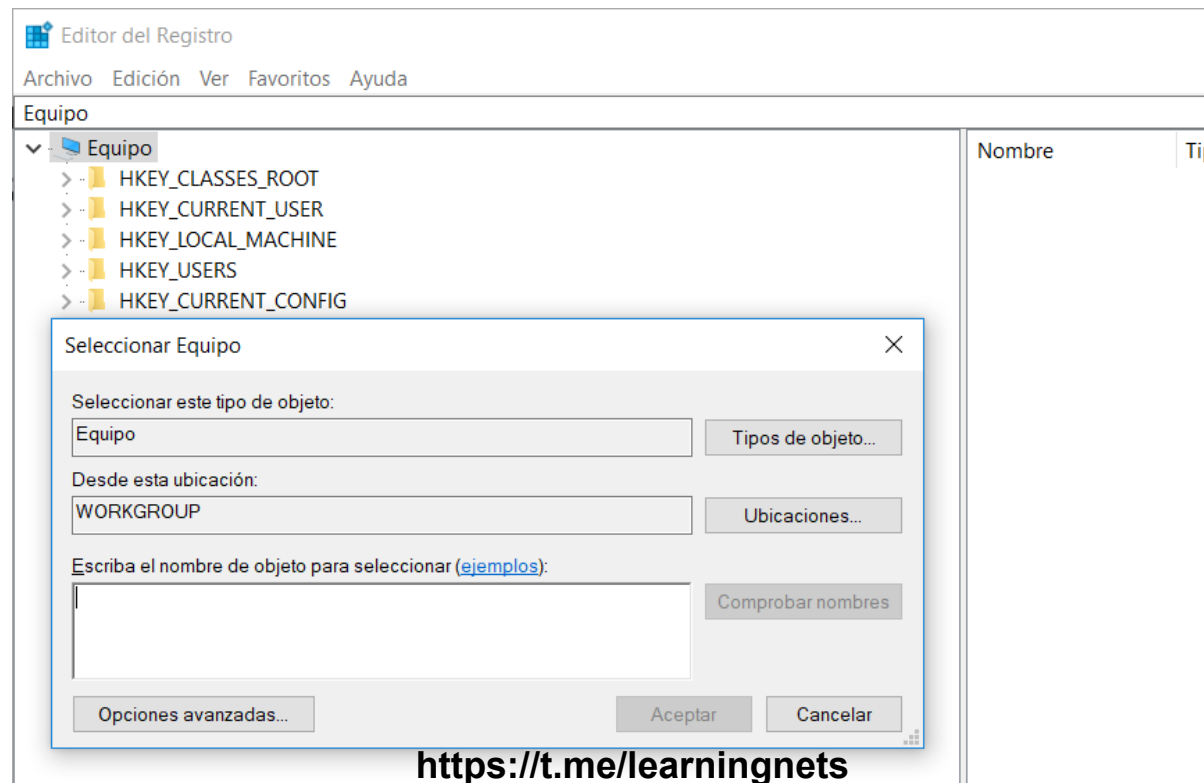 Editor del Registro
Archivo Edición Ver Favoritos Ayuda
Equipo
Equipo
Nombre
HKEY_CLASSES_ROOT
HKEY_CURRENT_USER
HKEY_LOCAL_MACHINE
HKEY_USERS
HKEY_CURRENT_CONFIG
Seleccionar Equipo
Seleccionar este tipo de objeto:
Equipo
Tipos de objeto...
Desde esta ubicación:
WORKGROUP
Ubicaciones...
Escriba el nombre de objeto para seleccionar (ejemplos):
Comprobar nombres
Opciones avanzadas...
Aceptar
Cancelar
https://t.me/learningnets